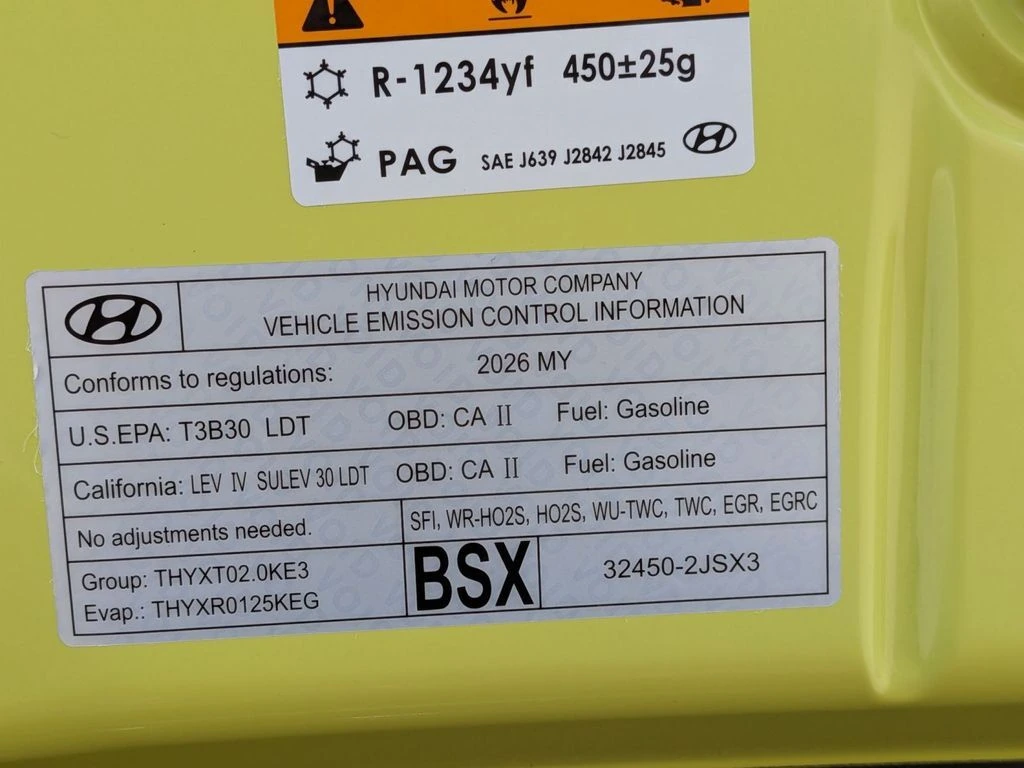 R-1234yf 450±25g
PAG SAE J639 J2842 J2845
HYUNDAI MOTOR COMPANY
VEHICLE EMISSION CONTROL INFORMATION
Conforms to regulations: 2026 MY
U.S.EPA: T3B30 LDT OBD: CA II Fuel: Gasoline
California: LEV IV SULEV 30 LDT OBD: CA II Fuel: Gasoline
No adjustments needed. SFI, WR-HO2S, HO2S, WU-TWC, TWC, EGR, EGRC
Group: THYXT02.0KE3 BSX 32450-2JSX3
Evap.: THYXR0125KEG